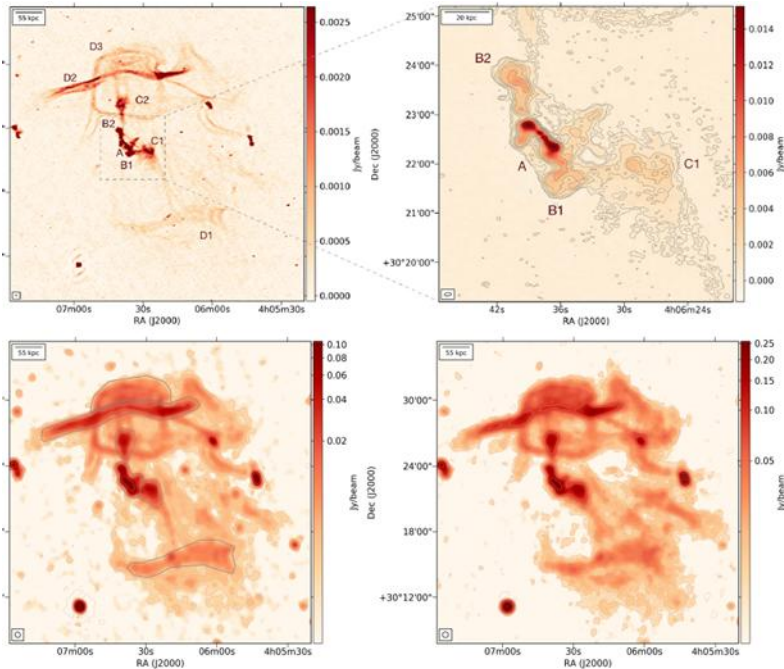 55 kpc
D3
D2
C2
B2
C1
A
B1
D1
07m00s 30s 06m00s 4h05m30s
RA (J2000)
0.0025
0.0020
0.0015
0.0010
0.0005
0.0000
Jy/beam
20 kpc
25'00"
24'00"
23'00"
22'00"
21'00"
+30°20'00"
Dec (J2000)
B2
A
B1
C1
42s 36s 30s 4h06m24s
RA (J2000)
0.014
0.012
0.010
0.008
0.006
0.004
0.002
0.000
Jy/beam
55 kpc
07m00s 30s 06m00s 4h05m30s
RA (J2000)
0.10
0.08
0.06
0.04
0.02
Jy/beam
55 kpc
30'00"
24'00"
18'00"
+30°12'00"
Dec (J2000)
07m00s 30s 06m00s 4h05m30s
RA (J2000)
0.25
0.20
0.15
0.10
0.05
Jy/beam